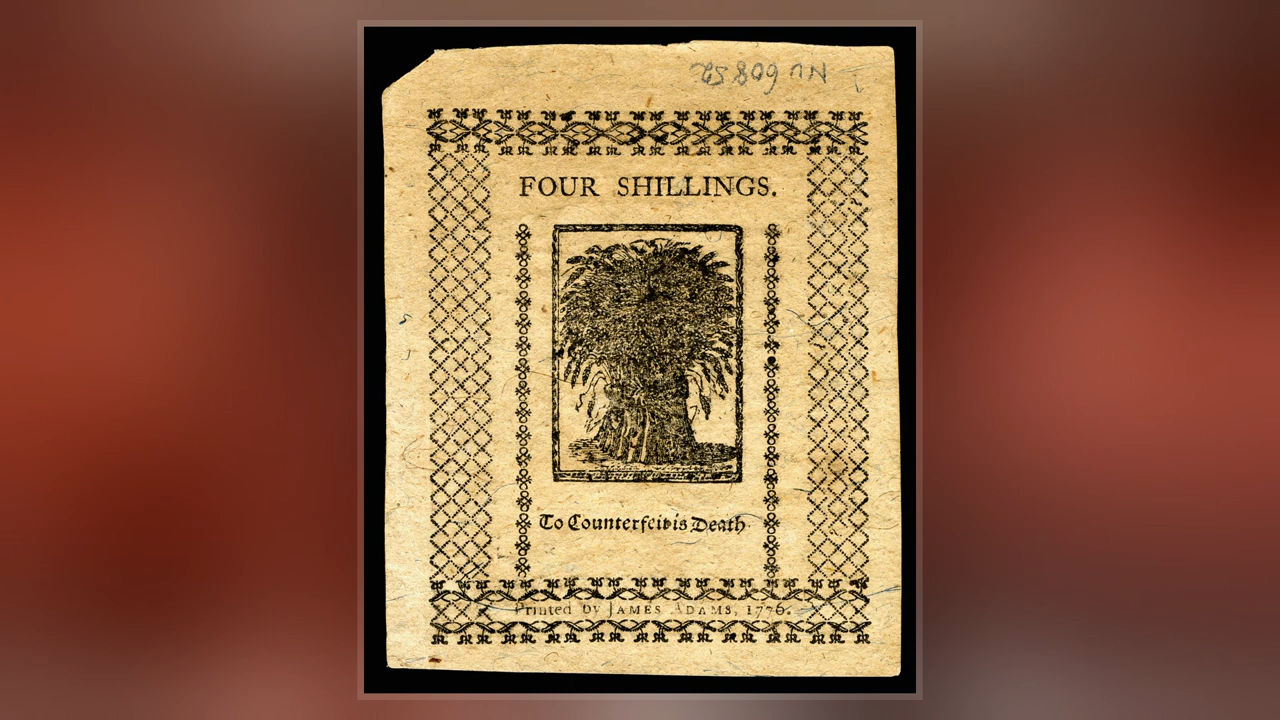 FOUR SHILLINGS.
To Counterfeit is Death.
Printed by JAMES ADAMS, 1776.